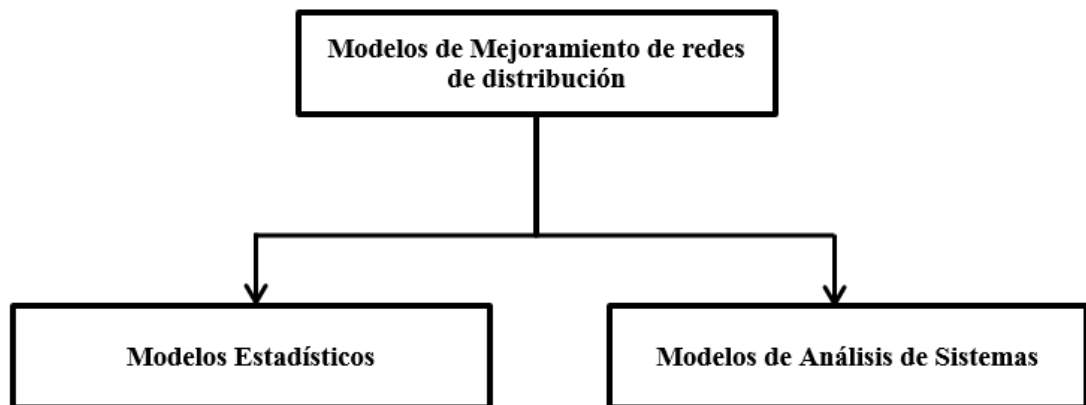 Modelos de Mejoramiento de redes
de distribución
Modelos Estadísticos
Modelos de Análisis de Sistemas